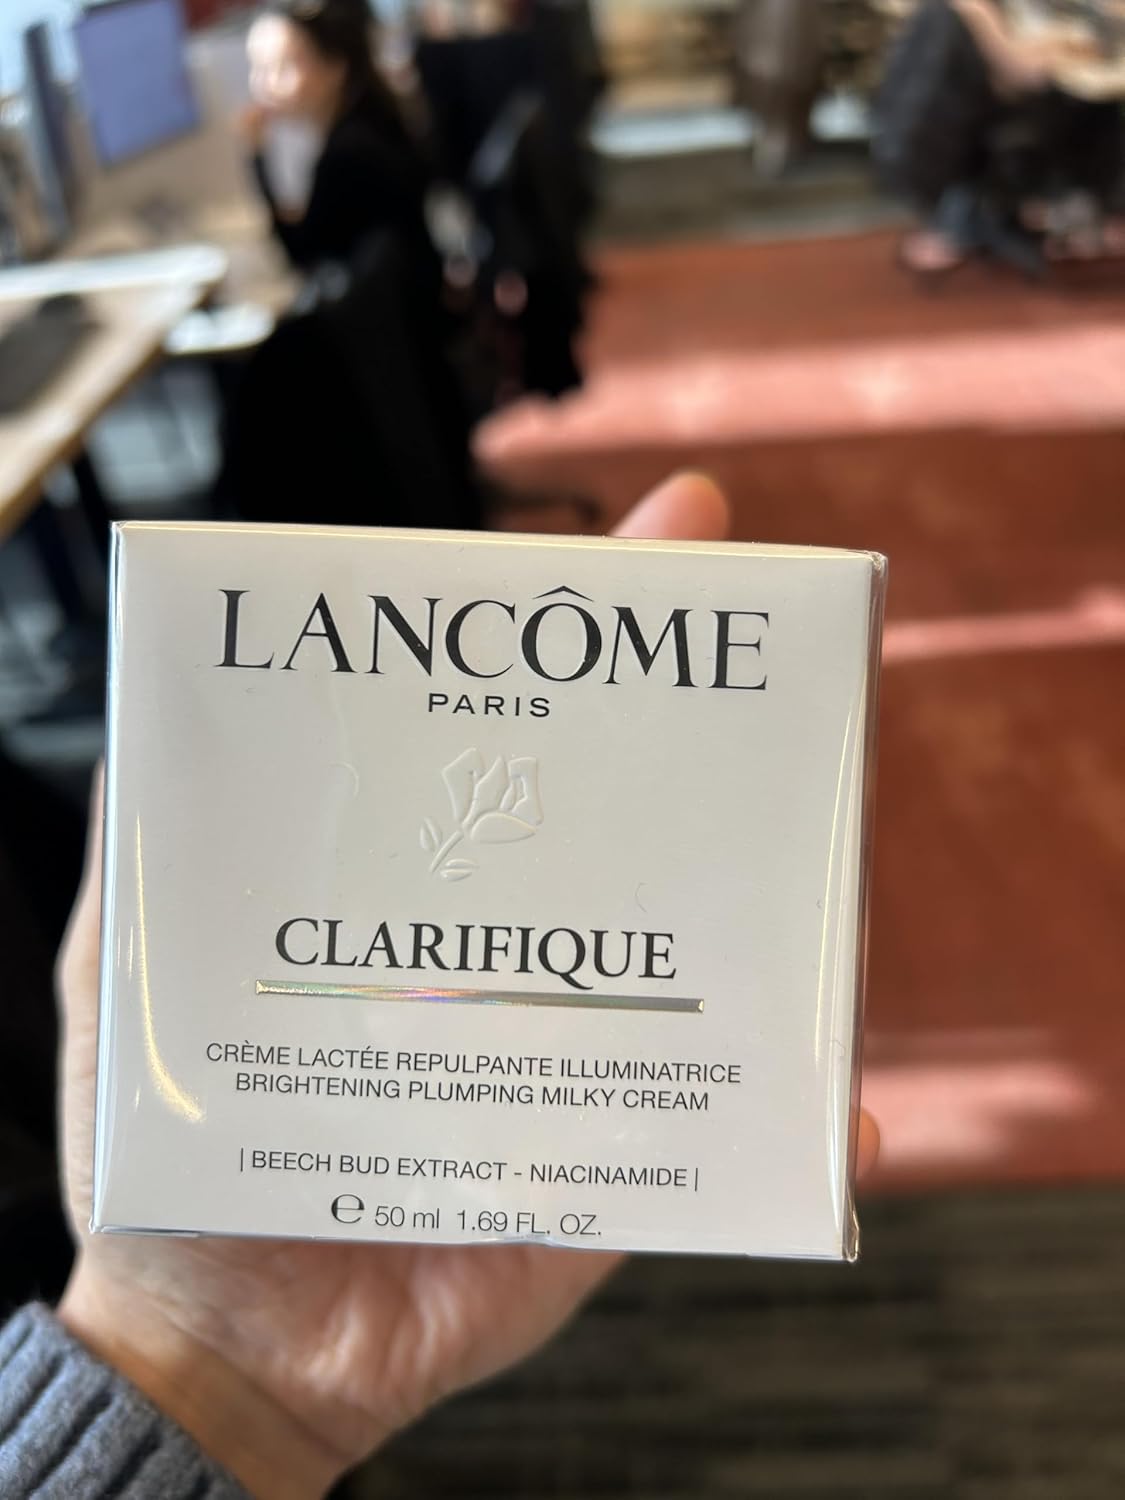 LANCÔME
PARIS
CLARIFIQUE
CRÈME LACTÉE REPULPANTE ILLUMINATRICE
BRIGHTENING PLUMPING MILKY CREAM
| BEECH BUD EXTRACT - NIACINAMIDE |
℮ 50 ml 1.69 FL. OZ.